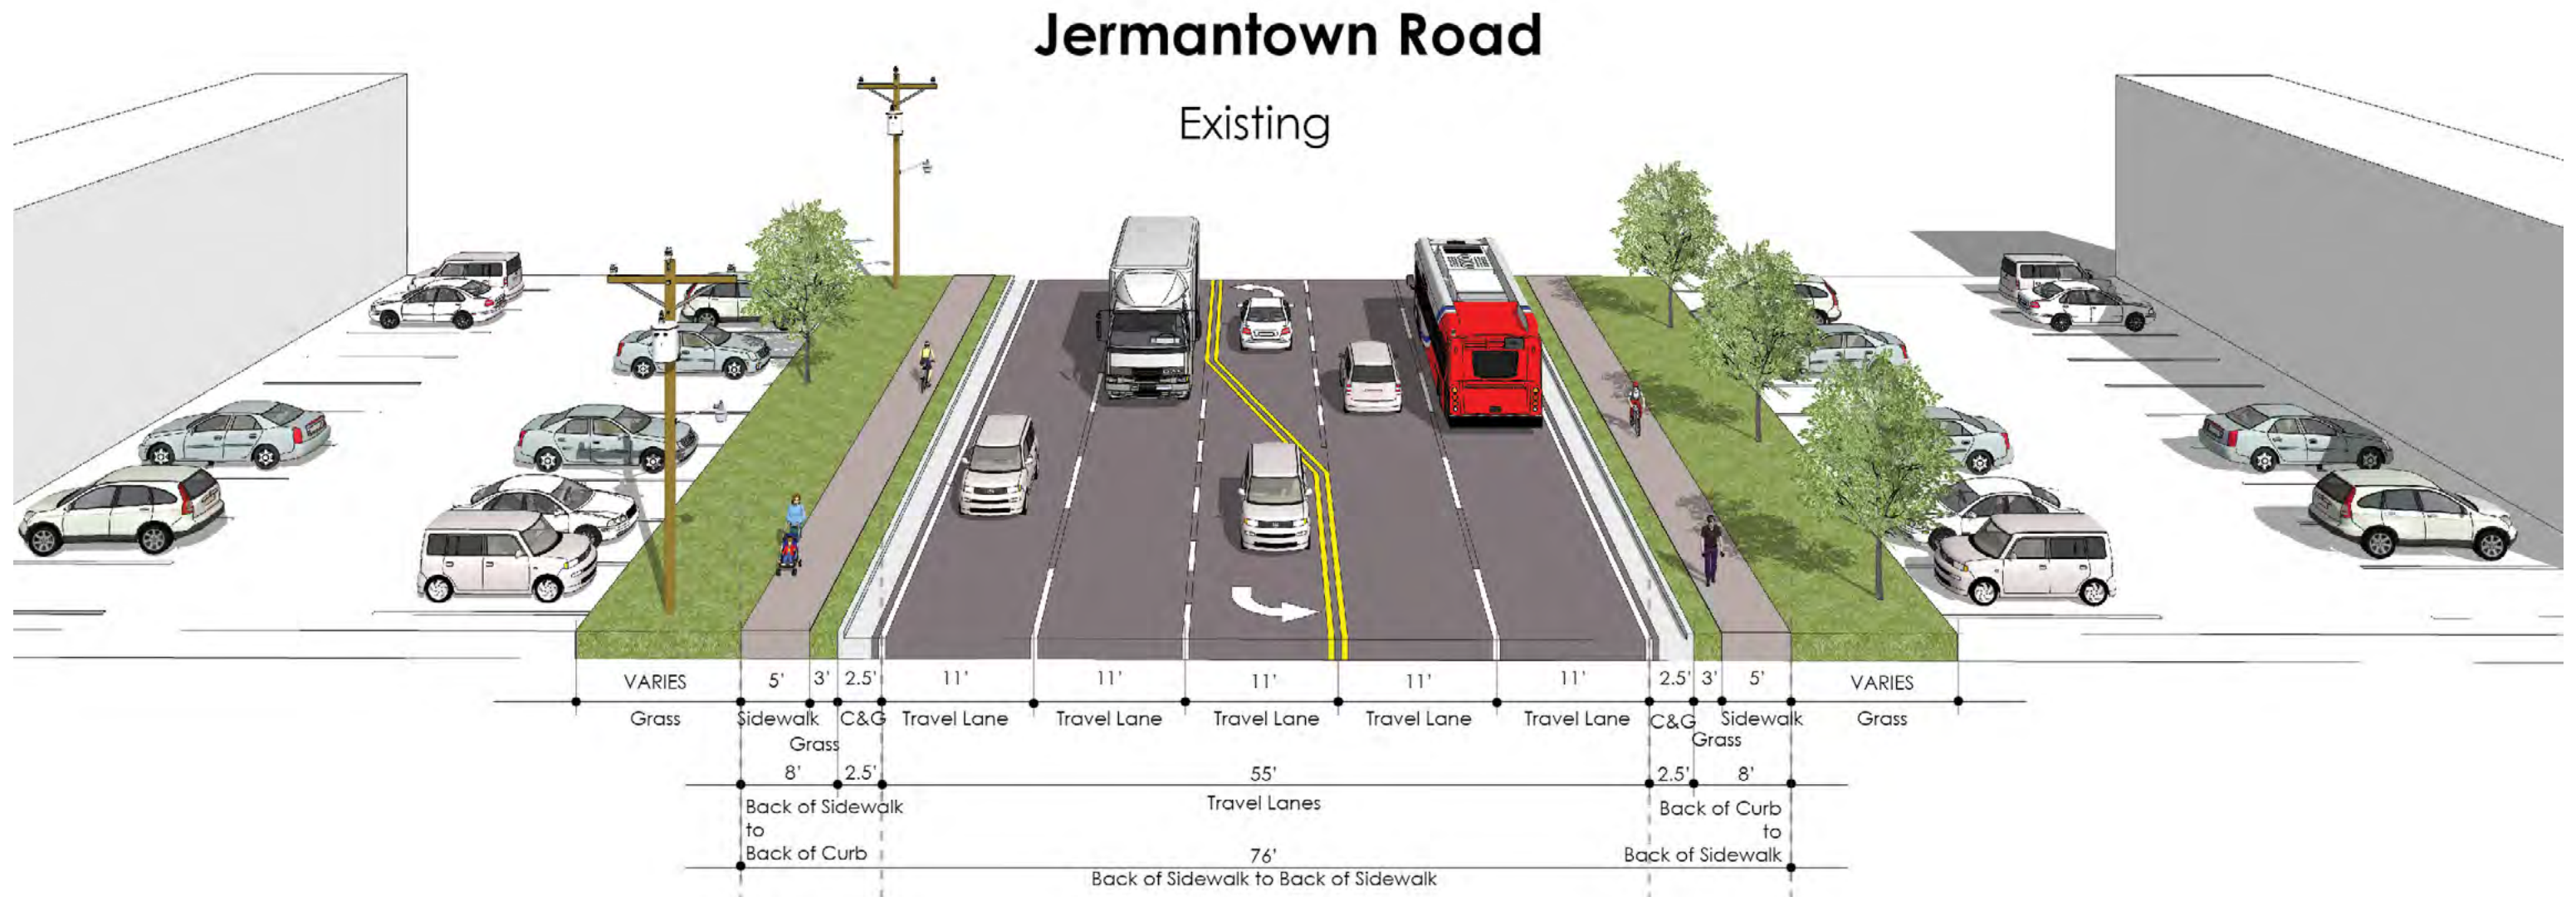 Jermantown Road
Existing
VARIES 5' 3' 2.5' 11' 11' 11' 11' 11' 2.5' 3' 5' VARIES
Grass Sidewalk C&G Travel Lane Travel Lane Travel Lane Travel Lane Travel Lane C&G Sidewalk Grass
Grass Grass
8' 2.5' 55' 2.5' 8'
Back of Sidewalk Travel Lanes Back of Curb
to to
Back of Curb Back of Sidewalk
76'
Back of Sidewalk to Back of Sidewalk